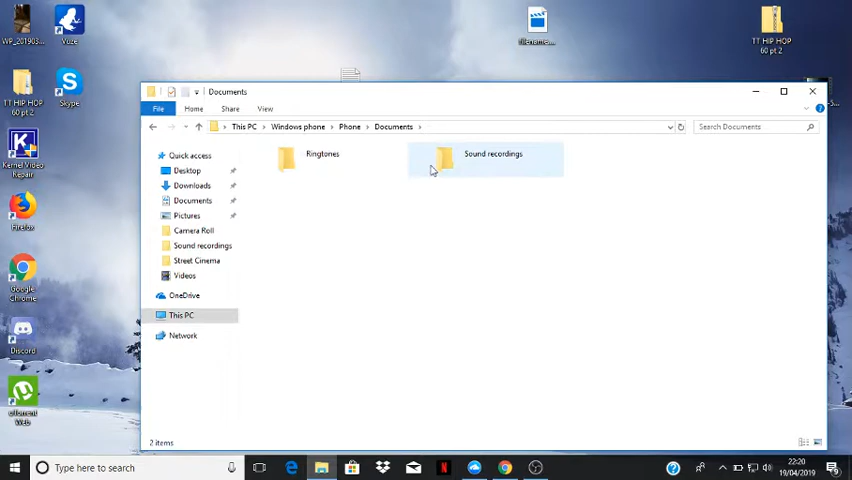 WP_201903...
Vuze
filename....
TT HIP HOP
60 pt 2
TT HIP HOP
60 pt 2
Skype
Kernel Video
Repair
Firefox
Google
Chrome
Discord
uTorrent
Web
Documents
File
Home
Share
View
This PC
Windows phone
Phone
Documents
Search Documents
Quick access
Desktop
Downloads
Documents
Pictures
Camera Roll
Sound recordings
Street Cinema
Videos
OneDrive
This PC
Network
Ringtones
Sound recordings
2 items
Type here to search
22:20
19/04/2019